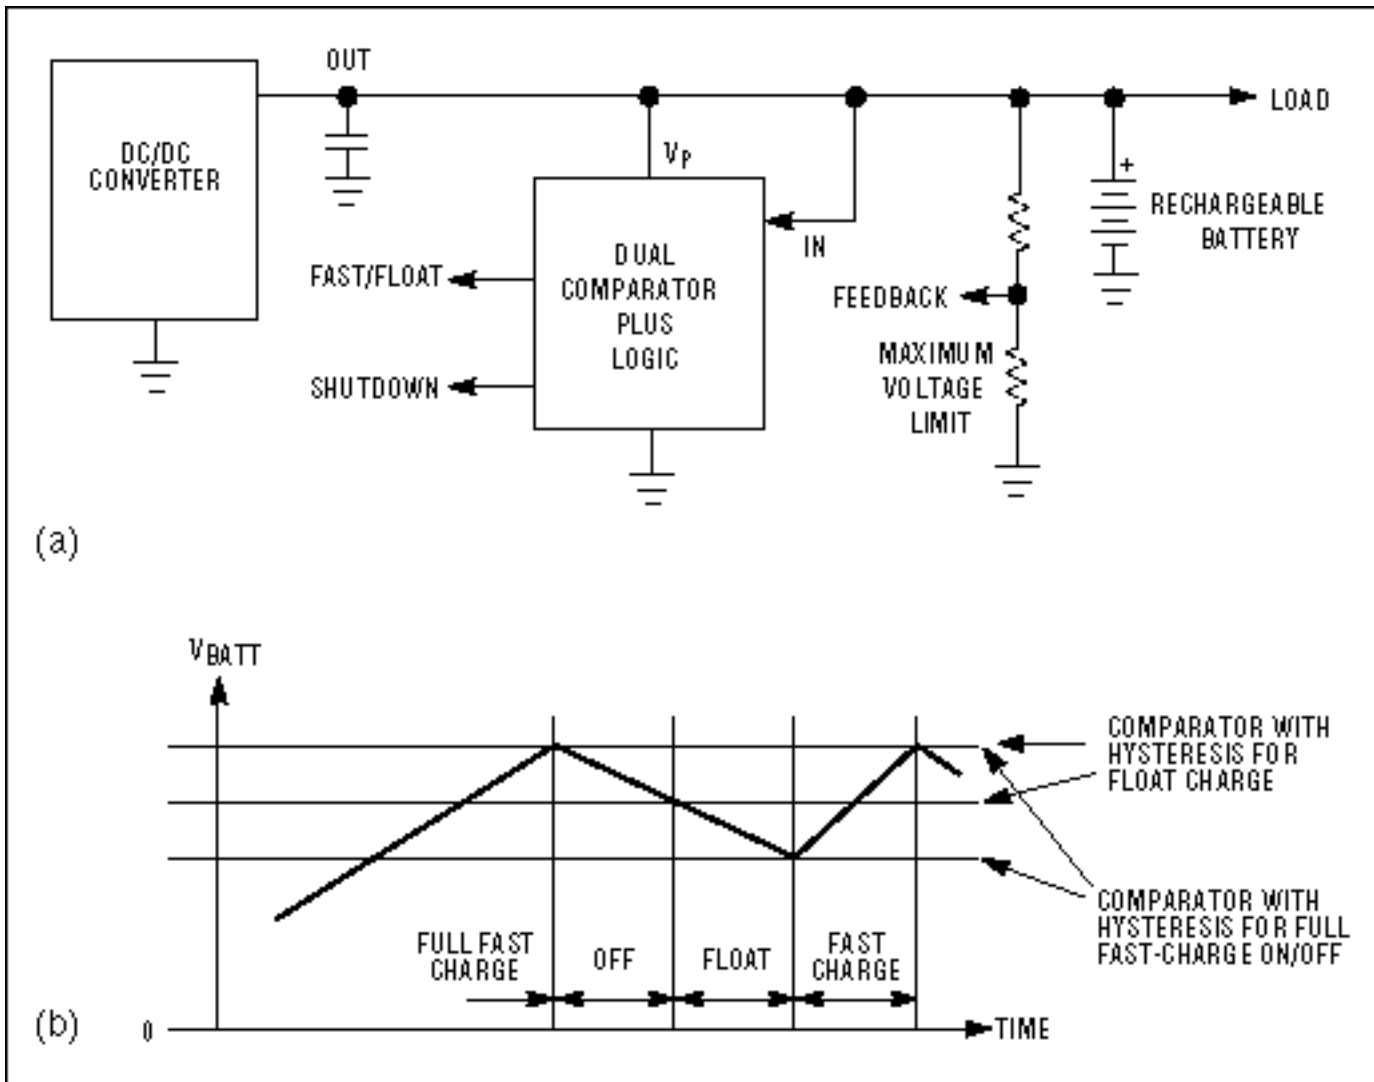 OUT
LOAD
DC/DC
CONVERTER
VP
+
RECHARGEABLE
BATTERY
IN
DUAL
COMPARATOR
PLUS
LOGIC
FAST/FLOAT
FEEDBACK
SHUTDOWN
MAXIMUM
VOLTAGE
LIMIT
(a)
VBATT
COMPARATOR WITH
HYSTERESIS FOR
FLOAT CHARGE
COMPARATOR WITH
HYSTERESIS FOR FULL
FAST-CHARGE ON/OFF
FULL FAST
CHARGE
OFF
FLOAT
FAST
CHARGE
(b)
0
TIME